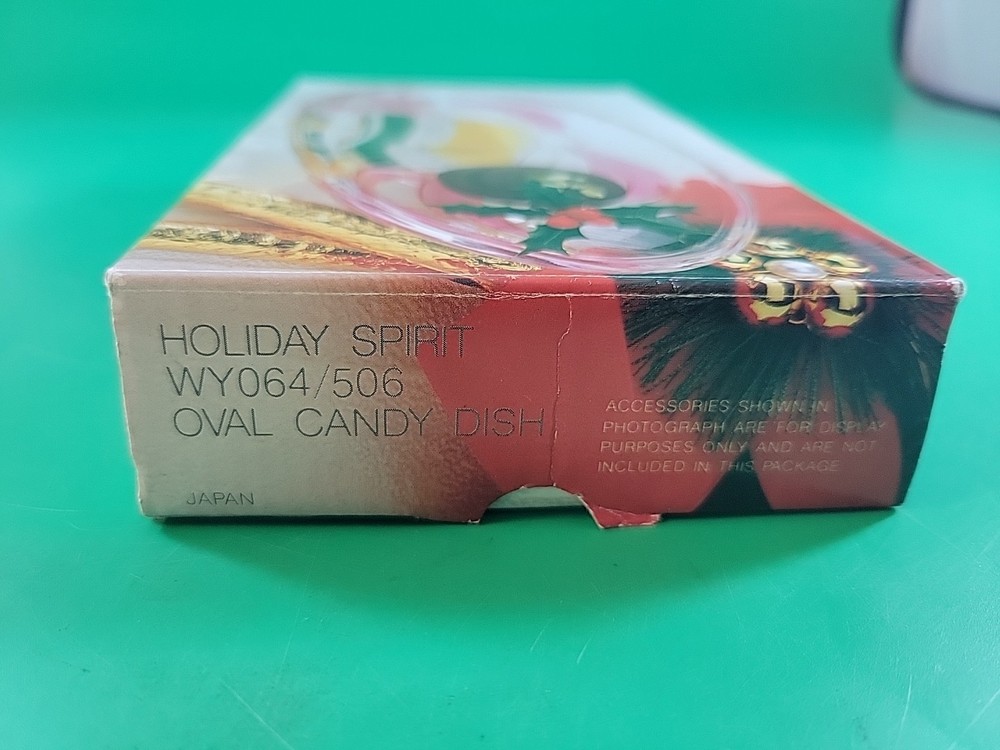 HOLIDAY SPIRIT
WY064/506
OVAL CANDY DISH
JAPAN
ACCESSORIES SHOWN IN
PHOTOGRAPH ARE FOR DISPLAY
PURPOSES ONLY AND ARE NOT
INCLUDED IN THIS PACKAGE